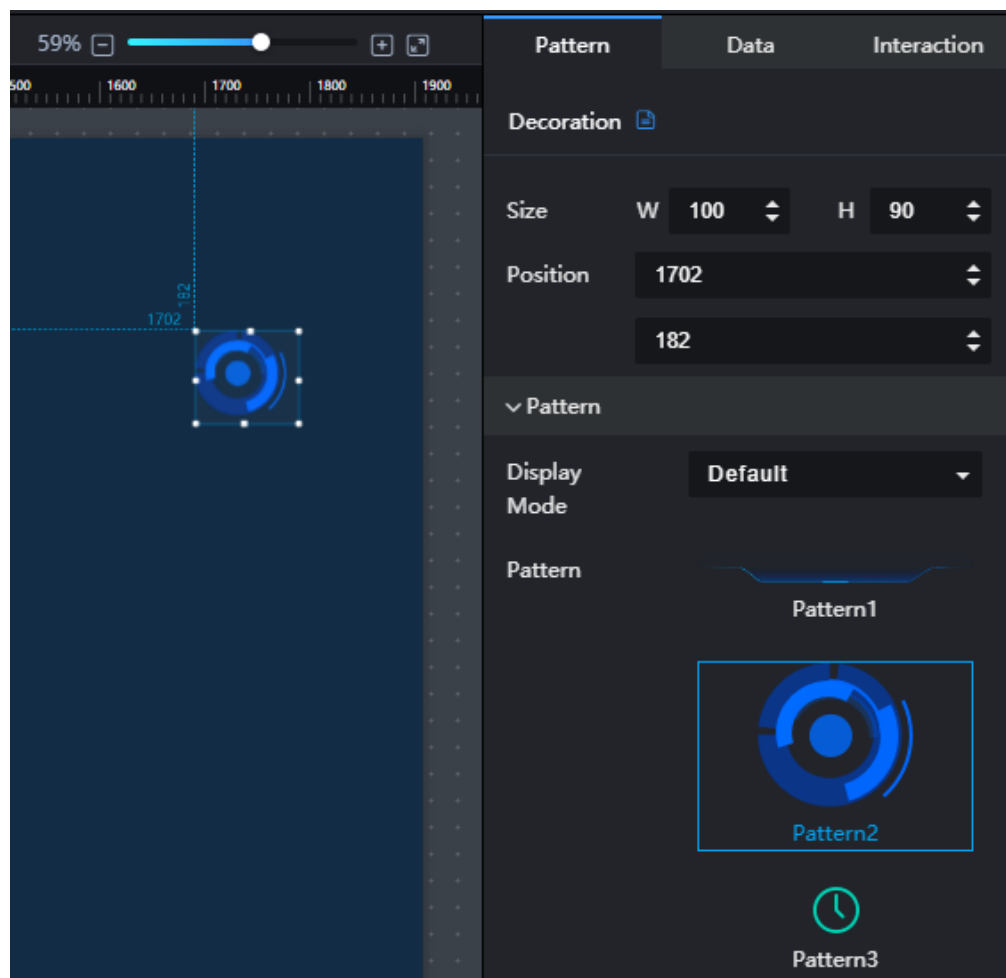 59%
Pattern Data Interaction
500 1600 1700 1800 1900
Decoration
Size W 100 H 90
Position 1702
182
182
1702
Pattern
Display Mode Default
Pattern
Pattern1
Pattern2
Pattern3